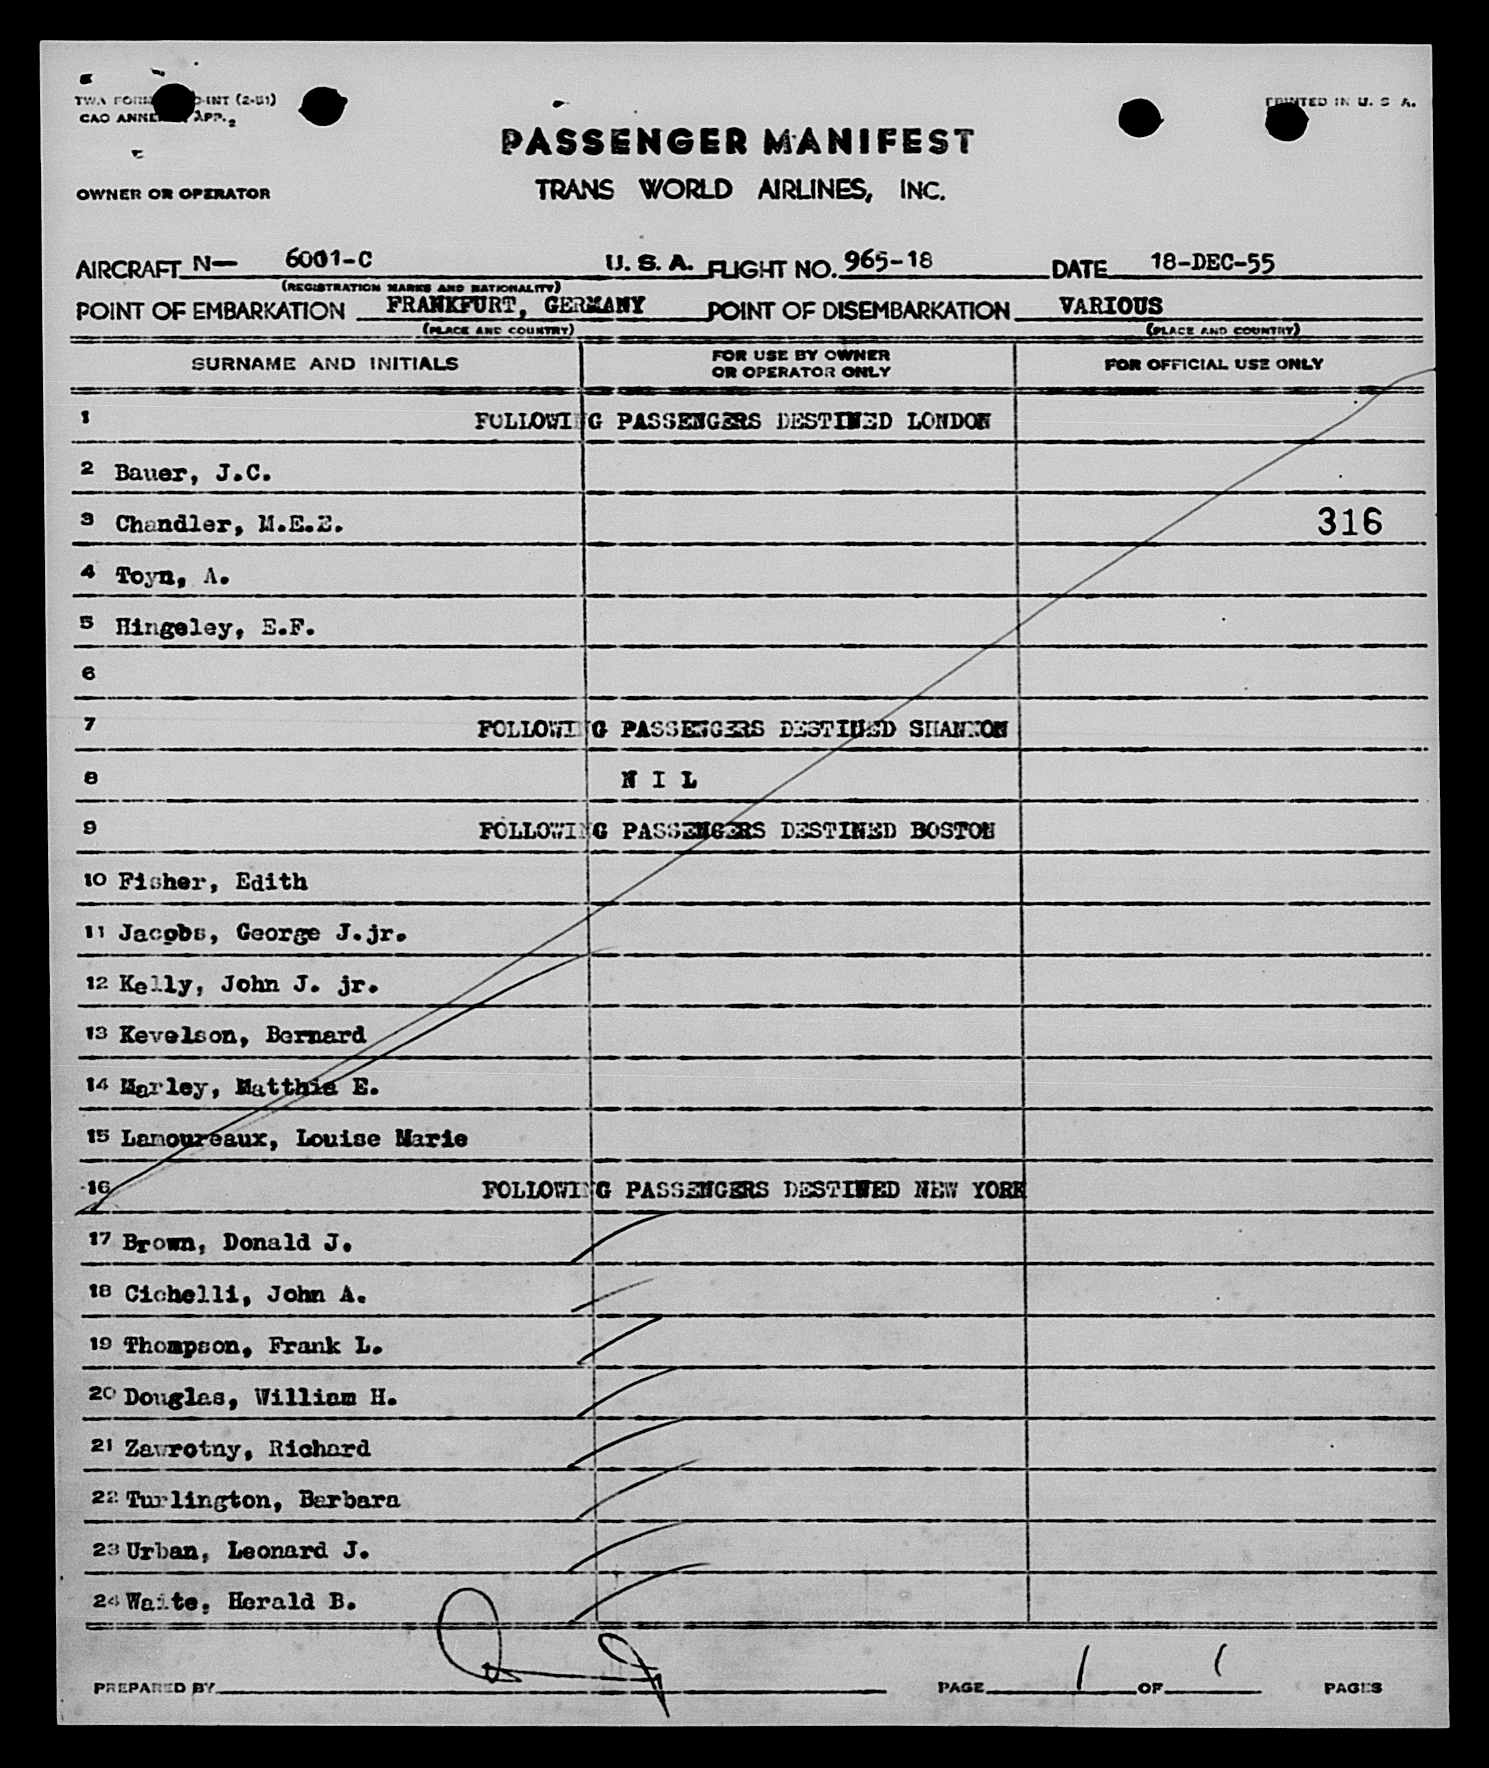 TWA FORM INT (2-51)
PRINTED IN U. S. A.
CAO ANNEX APP. 2
PASSENGER MANIFEST
OWNER OR OPERATOR
TRANS WORLD AIRLINES, INC.
AIRCRAFT N— 6001-C U. S. A. FLIGHT NO. 965-18 DATE 18-DEC-55
(REGISTRATION MARKS AND NATIONALITY)
POINT OF EMBARKATION FRANKFURT, GERMANY POINT OF DISEMBARKATION VARIOUS
(PLACE AND COUNTRY) (PLACE AND COUNTRY)
SURNAME AND INITIALS
FOR USE BY OWNER
OR OPERATOR ONLY
FOR OFFICIAL USE ONLY
1 FOLLOWING PASSENGERS DESTINED LONDON
2 Bauer, J.C.
3 Chandler, M.E.E. 316
4 Toyn, A.
5 Hingeley, E.F.
6
7 FOLLOWING PASSENGERS DESTINED SHANNON
8 N I L
9 FOLLOWING PASSENGERS DESTINED BOSTON
10 Fisher, Edith
11 Jacobs, George J.jr.
12 Kelly, John J. jr.
13 Kevelson, Bernard
14 Marley, Matthie E.
15 Lamoureaux, Louise Marie
16 FOLLOWING PASSENGERS DESTINED NEW YORK
17 Brown, Donald J.
18 Cichelli, John A.
19 Thompson, Frank L.
20 Douglas, William H.
21 Zawrotny, Richard
22 Turlington, Barbara
23 Urban, Leonard J.
24 Waite, Herald B.
PREPARED BY PAGE 1 OF 1 PAGES